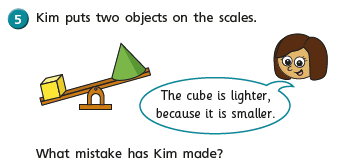 5 Kim puts two objects on the scales.
The cube is lighter,
because it is smaller.
What mistake has Kim made?